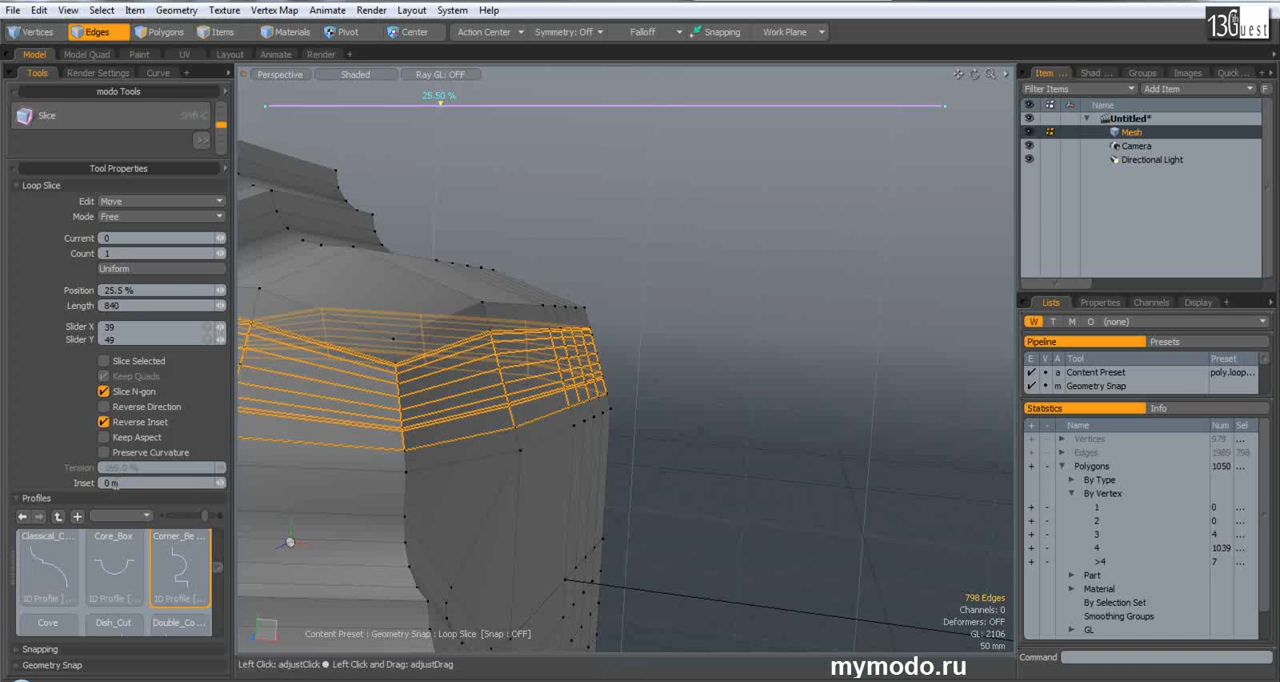 File Edit View Select Item Geometry Texture Vertex Map Animate Render Layout System Help
Vertices Edges Polygons Items Materials Pivot Center Action Center Symmetry: Off Falloff Snapping Work Plane
13th Guest
Model Model Quad Paint UV Layout Animate Render +
Tools Render Settings Curve +
Perspective Shaded Ray GL: OFF
Item ... Shad ... Groups Images Quick...
modo Tools
Filter Items Add Item F
25.50 %
Name
Slice Shift-C
Untitled*
Mesh
>>
Camera
Directional Light
Tool Properties
Loop Slice
Edit Move
Mode Free
Current 0
Count 1
Uniform
Position 25.5 %
Length 840
Slider X 39
Slider Y 49
Slice Selected
Keep Quads
Slice N-gon
Reverse Direction
Reverse Inset
Keep Aspect
Preserve Curvature
Tension
Inset 0 m
Profiles
Classical_C... Core_Box Corner_Be ...
1D Profile [... 1D Profile [... 1D Profile [...
Cove Dish_Cut Double_Co ...
Snapping
Geometry Snap
Lists Properties Channels Display +
W T M O (none)
Pipeline Presets
E V A Tool Preset
a Content Preset poly.loop...
m Geometry Snap
Statistics Info
Name Num Sel
+ - Vertices 979 ...
+ - Edges 1989 798
+ - Polygons 1050 ...
By Type
By Vertex
+ - 1 0 ...
+ - 2 0 ...
+ - 3 4 ...
+ - 4 1039 ...
+ - >4 7 ...
Part
Material
By Selection Set
Smoothing Groups
GL
798 Edges
Channels: 0
Deformers: OFF
GL: 2106
50 mm
Content Preset : Geometry Snap : Loop Slice [Snap : OFF]
Left Click: adjustClick ● Left Click and Drag: adjustDrag
mymodo.ru
Command